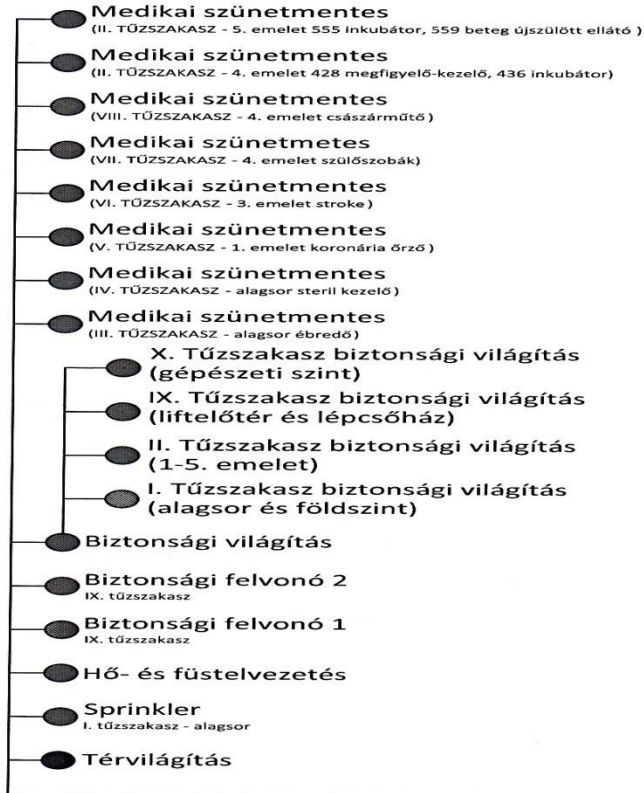 Medikai szünetmentes
(II. TŰZSZAKASZ - 5. emelet 555 inkubátor, 559 beteg újszülött ellátó )
Medikai szünetmentes
(II. TŰZSZAKASZ - 4. emelet 428 megfigyelő-kezelő, 436 inkubátor)
Medikai szünetmentes
(VIII. TŰZSZAKASZ - 4. emelet császárműtő )
Medikai szünetmetes
(VII. TŰZSZAKASZ - 4. emelet szülőszobák)
Medikai szünetmentes
(VI. TŰZSZAKASZ - 3. emelet stroke )
Medikai szünetmentes
(V. TŰZSZAKASZ - 1. emelet koronária őrző )
Medikai szünetmentes
(IV. TŰZSZAKASZ - alagsor steril kezelő )
Medikai szünetmentes
(III. TŰZSZAKASZ - alagsor ébredő )
X. Tűzszakasz biztonsági világítás
(gépészeti szint)
IX. Tűzszakasz biztonsági világítás
(liftelőtér és lépcsőház)
II. Tűzszakasz biztonsági világítás
(1-5. emelet)
I. Tűzszakasz biztonsági világítás
(alagsor és földszint)
Biztonsági világítás
Biztonsági felvonó 2
IX. tűzszakasz
Biztonsági felvonó 1
IX. tűzszakasz
Hő- és füstelvezetés
Sprinkler
I. tűzszakasz - alagsor
Térvilágítás